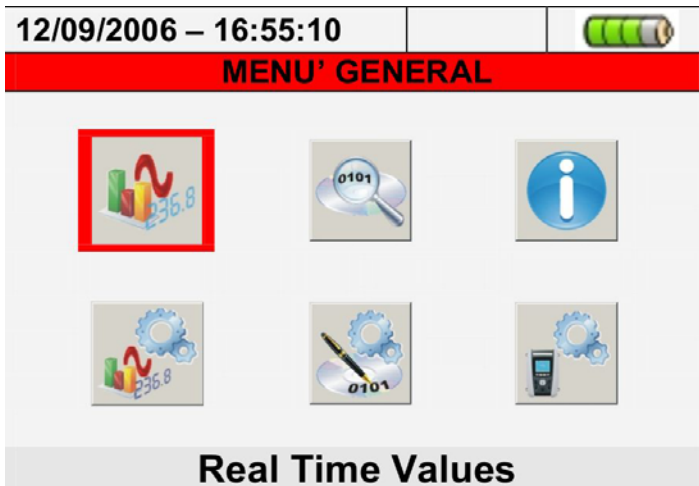 12/09/2006 – 16:55:10
MENU’ GENERAL
236.8
0101
236.8
0101
Real Time Values